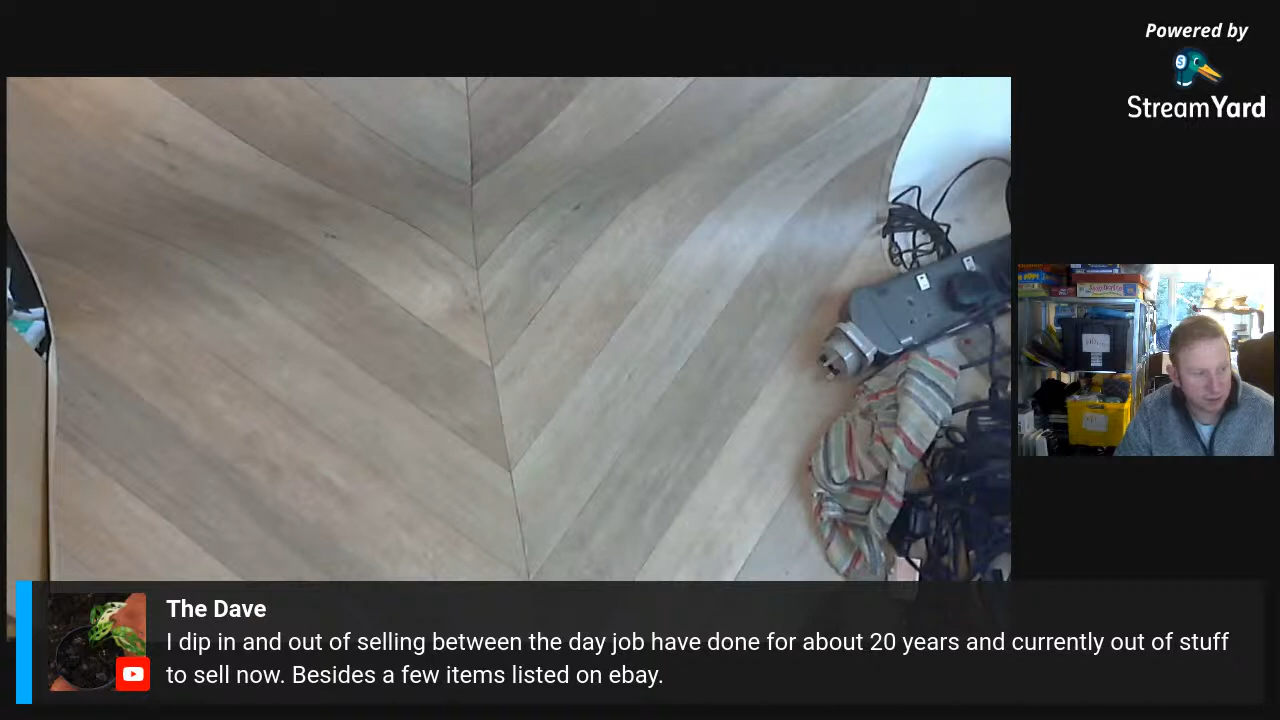 Powered by
StreamYard
The Dave
I dip in and out of selling between the day job have done for about 20 years and currently out of stuff
to sell now. Besides a few items listed on ebay.